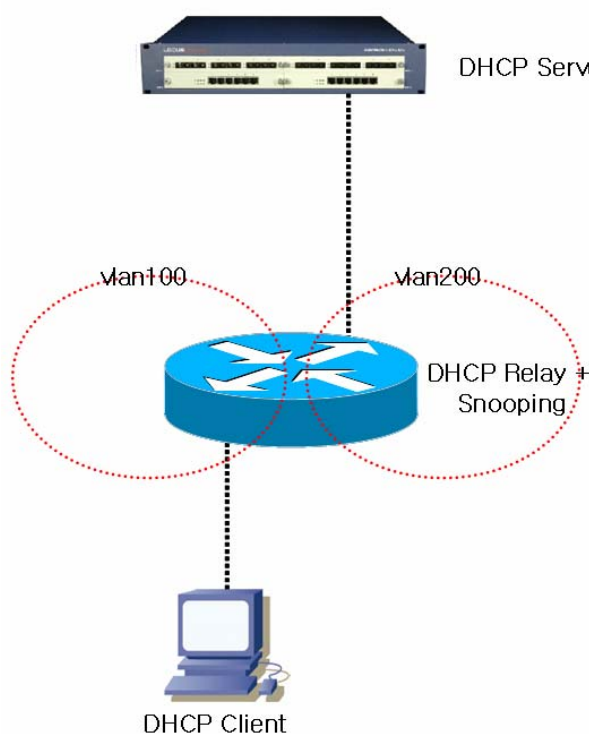 DHCP Serv
vlan100
vlan200
DHCP Relay +
Snooping
DHCP Client